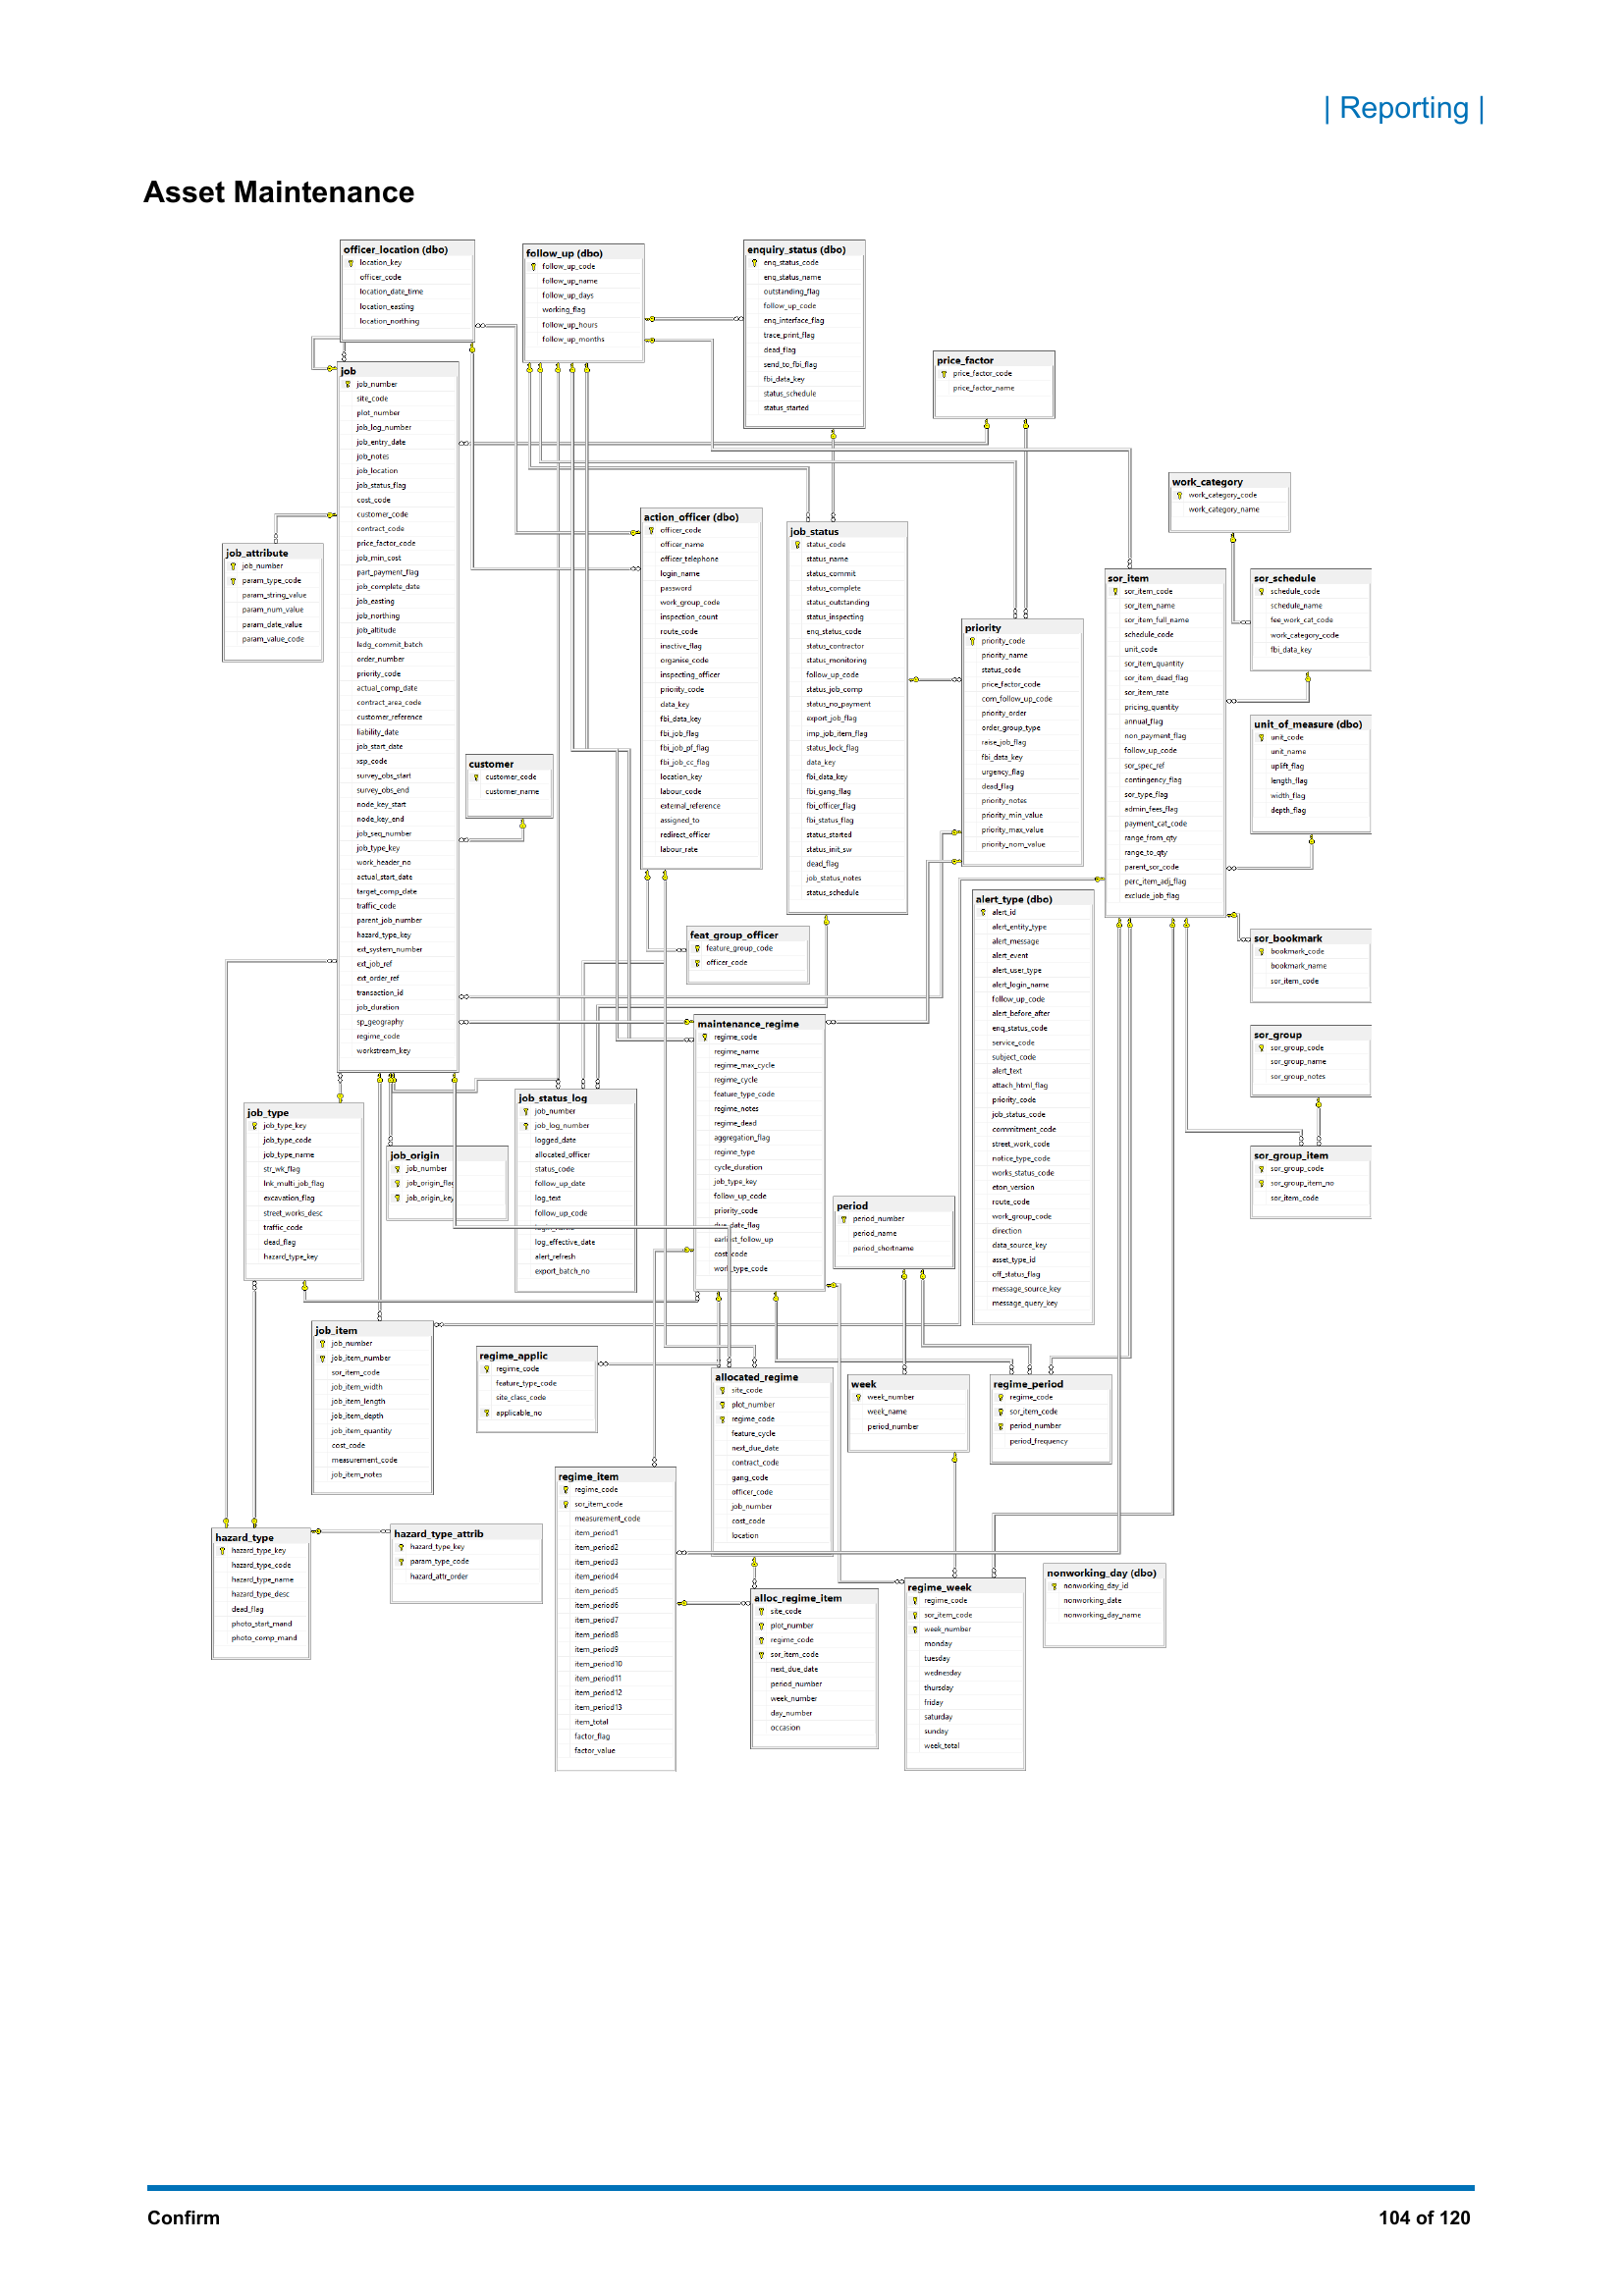 | Reporting |
Asset Maintenance
officer_location (dbo)
location_key
officer_code
location_date_time
location_easting
location_northing
follow_up (dbo)
follow_up_code
follow_up_name
follow_up_days
working_flag
follow_up_hours
follow_up_months
enquiry_status (dbo)
enq_status_code
enq_status_name
outstanding_flag
follow_up_code
enq_interface_flag
trace_print_flag
dead_flag
send_to_fbi_flag
fbi_data_key
status_schedule
status_started
price_factor
price_factor_code
price_factor_name
job
job_number
site_code
plot_number
job_log_number
job_entry_date
job_notes
job_location
job_status_flag
cost_code
customer_code
contract_code
price_factor_code
job_min_cost
part_payment_flag
job_complete_date
job_easting
job_northing
job_altitude
ledg_commit_batch
order_number
priority_code
actual_comp_date
contract_area_code
customer_reference
liability_date
job_start_date
xsp_code
survey_obs_start
survey_obs_end
node_key_start
node_key_end
job_seq_number
job_type_key
work_header_no
actual_start_date
target_comp_date
traffic_code
parent_job_number
hazard_type_key
ext_system_number
ext_job_ref
ext_order_ref
transaction_id
job_duration
sp_geography
regime_code
workstream_key
work_category
work_category_code
work_category_name
job_attribute
job_number
param_type_code
param_string_value
param_num_value
param_date_value
param_value_code
action_officer (dbo)
officer_code
officer_name
officer_telephone
login_name
password
work_group_code
inspection_count
route_code
inactive_flag
organise_code
inspecting_officer
priority_code
data_key
fbi_data_key
fbi_job_flag
fbi_job_pf_flag
fbi_job_cc_flag
location_key
labour_code
external_reference
assigned_to
redirect_officer
labour_rate
job_status
status_code
status_name
status_commit
status_complete
status_outstanding
status_inspecting
enq_status_code
status_contractor
status_monitoring
follow_up_code
status_job_comp
status_no_payment
export_job_flag
imp_job_item_flag
status_lock_flag
data_key
fbi_data_key
fbi_gang_flag
fbi_officer_flag
fbi_status_flag
status_started
status_init_sw
dead_flag
job_status_notes
status_schedule
sor_item
sor_item_code
sor_item_name
sor_item_full_name
schedule_code
unit_code
sor_item_quantity
sor_item_dead_flag
sor_item_rate
pricing_quantity
annual_flag
non_payment_flag
follow_up_code
sor_spec_ref
contingency_flag
sor_type_flag
admin_fees_flag
payment_cat_code
range_from_qty
range_to_qty
parent_sor_code
perc_item_adj_flag
exclude_job_flag
sor_schedule
schedule_code
schedule_name
fee_work_cat_code
work_category_code
fbi_data_key
priority
priority_code
priority_name
status_code
price_factor_code
com_follow_up_code
priority_order
order_group_type
raise_job_flag
fbi_data_key
urgency_flag
dead_flag
priority_notes
priority_min_value
priority_max_value
priority_nom_value
unit_of_measure (dbo)
unit_code
unit_name
uplift_flag
length_flag
width_flag
depth_flag
customer
customer_code
customer_name
alert_type (dbo)
alert_id
alert_entity_type
alert_message
alert_event
alert_user_type
alert_login_name
follow_up_code
alert_before_after
enq_status_code
service_code
subject_code
alert_text
attach_html_flag
priority_code
job_status_code
commitment_code
street_work_code
notice_type_code
works_status_code
eton_version
route_code
work_group_code
direction
data_source_key
asset_type_id
off_status_flag
message_source_key
message_query_key
feat_group_officer
feature_group_code
officer_code
sor_bookmark
bookmark_code
bookmark_name
sor_item_code
maintenance_regime
regime_code
regime_name
regime_max_cycle
regime_cycle
feature_type_code
regime_notes
regime_dead
aggregation_flag
regime_type
cycle_duration
job_type_key
follow_up_code
priority_code
due_date_flag
earliest_follow_up
cost_code
work_type_code
sor_group
sor_group_code
sor_group_name
sor_group_notes
job_status_log
job_number
job_log_number
logged_date
allocated_officer
status_code
follow_up_date
log_text
follow_up_code
log_effective_date
alert_refresh
export_batch_no
job_type
job_type_key
job_type_code
job_type_name
str_wk_flag
lnk_multi_job_flag
excavation_flag
street_works_desc
traffic_code
dead_flag
hazard_type_key
job_origin
job_number
job_origin_flag
job_origin_key
sor_group_item
sor_group_code
sor_group_item_no
sor_item_code
period
period_number
period_name
period_shortname
job_item
job_number
job_item_number
sor_item_code
job_item_width
job_item_length
job_item_depth
job_item_quantity
cost_code
measurement_code
job_item_notes
regime_applic
regime_code
feature_type_code
site_class_code
applicable_no
allocated_regime
site_code
plot_number
regime_code
feature_cycle
next_due_date
contract_code
gang_code
officer_code
job_number
cost_code
location
week
week_number
week_name
period_number
regime_period
regime_code
sor_item_code
period_number
period_frequency
regime_item
regime_code
sor_item_code
measurement_code
item_period1
item_period2
item_period3
item_period4
item_period5
item_period6
item_period7
item_period8
item_period9
item_period10
item_period11
item_period12
item_period13
item_total
factor_flag
factor_value
hazard_type
hazard_type_key
hazard_type_code
hazard_type_name
hazard_type_desc
dead_flag
photo_start_mand
photo_comp_mand
hazard_type_attrib
hazard_type_key
param_type_code
hazard_attr_order
alloc_regime_item
site_code
plot_number
regime_code
sor_item_code
next_due_date
period_number
week_number
day_number
occasion
regime_week
regime_code
sor_item_code
week_number
monday
tuesday
wednesday
thursday
friday
saturday
sunday
week_total
nonworking_day (dbo)
nonworking_day_id
nonworking_date
nonworking_day_name
Confirm
104 of 120